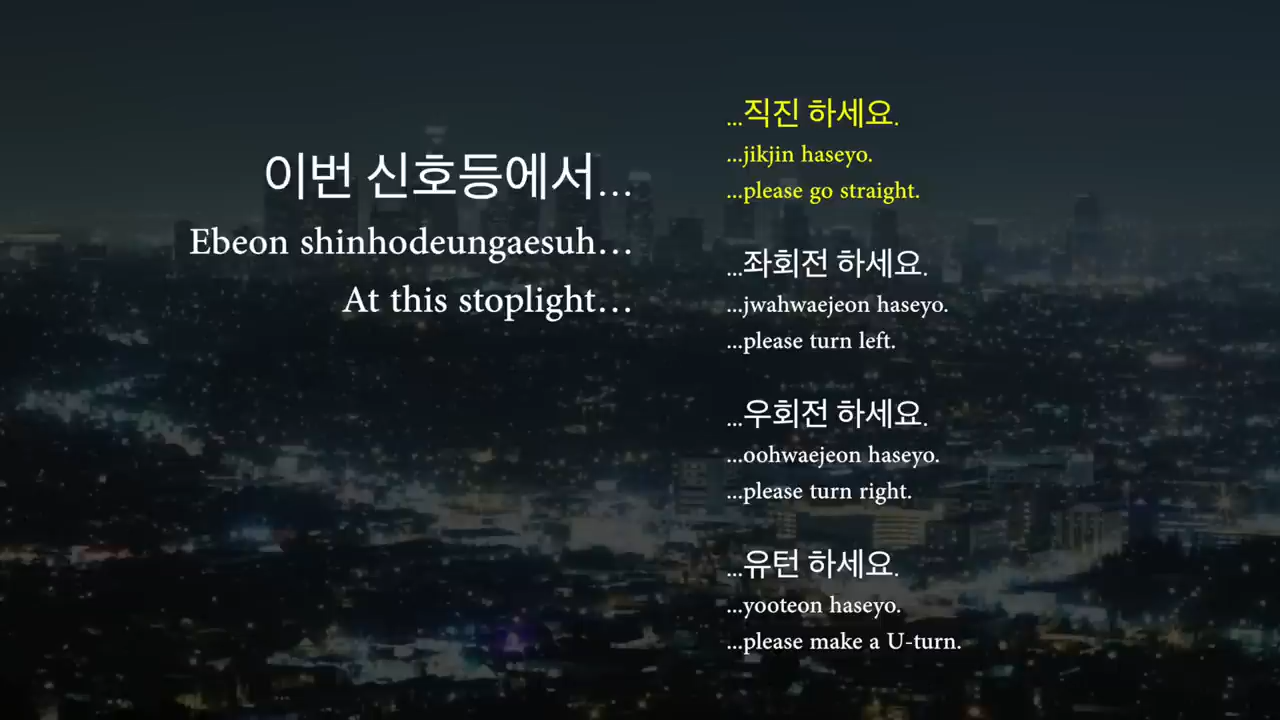 이번 신호등에서...
Ebeon shinhodeungaesuh...
At this stoplight...
...직진 하세요.
...jikjin haseyo.
...please go straight.
...좌회전 하세요.
...jwahwaejeon haseyo.
...please turn left.
...우회전 하세요.
...oohwaejeon haseyo.
...please turn right.
...유턴 하세요.
...yooteon haseyo.
...please make a U-turn.